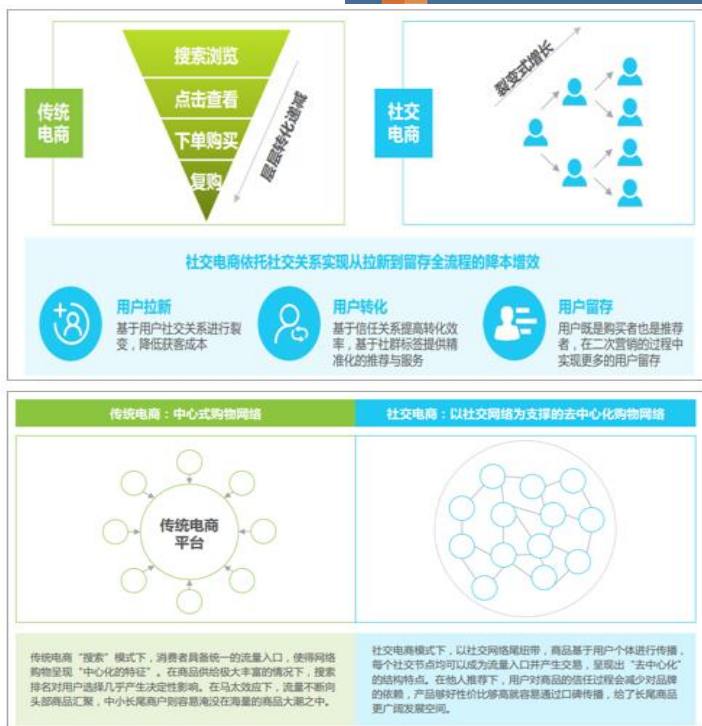 传统
电商
搜索浏览
点击查看
下单购买
复购
层层转化递减
社交
电商
裂变式增长
社交电商依托社交关系实现从拉新到留存全流程的降本增效
用户拉新
基于用户社交关系进行裂
变，降低获客成本
用户转化
基于信任关系提高转化效
率，基于社群标签提供精
准化的推荐与服务
用户留存
用户既是购买者也是推荐
者，在二次营销的过程中
实现更多的用户留存
传统电商：中心式购物网络
社交电商：以社交网络为支撑的去中心化购物网络
传统电商
平台
传统电商“搜索”模式下，消费者具备统一的流量入口，使得网络
购物呈现“中心化的特征”。在商品供给极大丰富的情况下，搜索
排名对用户选择几乎产生决定性影响。在马太效应下，流量不断向
头部商品汇聚，中小长尾商户则容易淹没在海量的商品大潮之中。
社交电商模式下，以社交网络尾纽带，商品基于用户个体进行传播，
每个社交节点均可以成为流量入口并产生交易，呈现出“去中心化”
的结构特点。在他人推荐下，用户对商品的信任过程会减少对品牌
的依赖，产品够好性价比够高就容易通过口碑传播，给了长尾商品
更广阔发展空间。